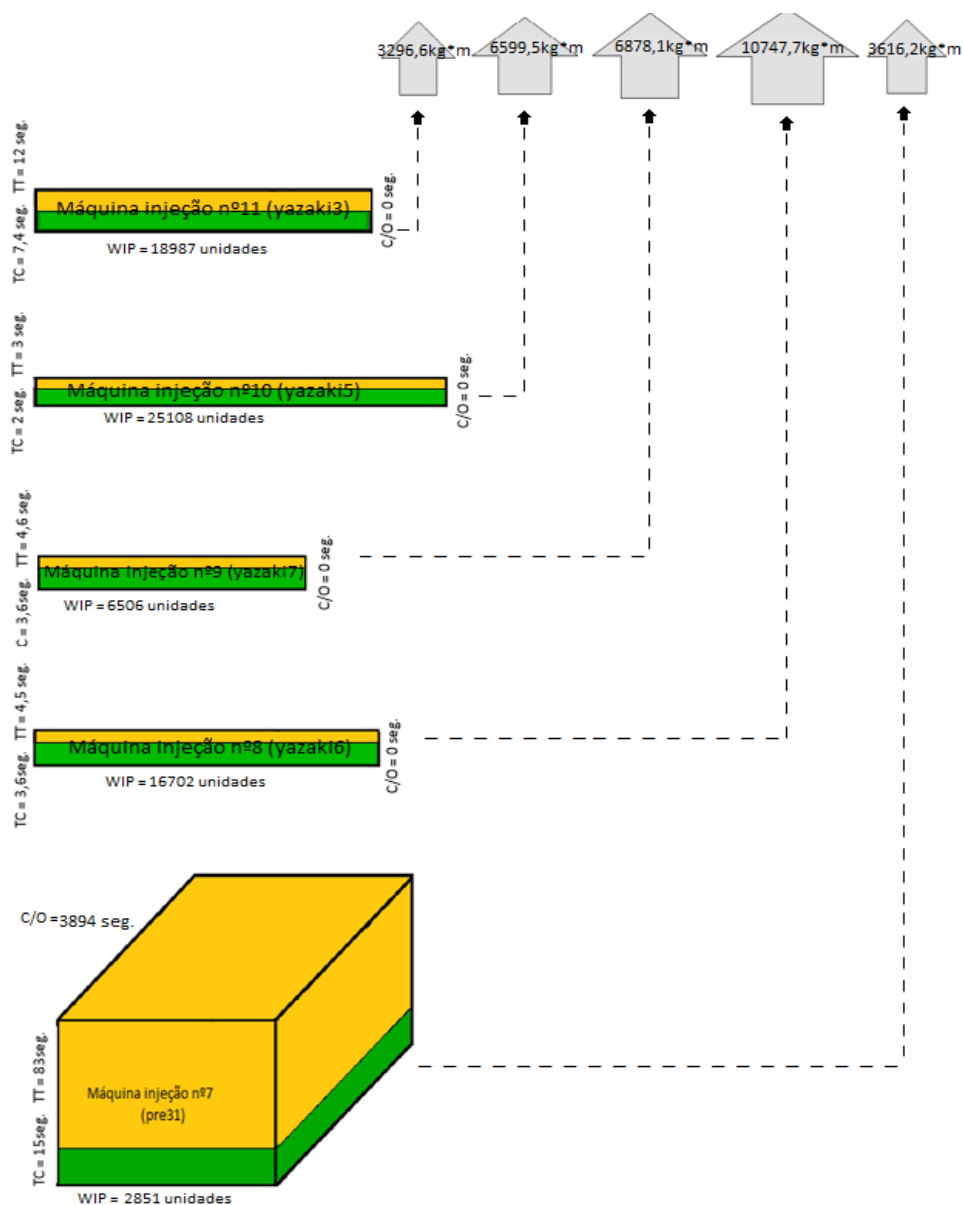 3296,6kg*m
6599,5kg*m
6878,1kg*m
10747,7kg*m
3616,2kg*m
TC = 7,4 seg. TT = 12 seg.
Máquina injeção nº11 (yazaki3)
C/O = 0 seg.
WIP = 18987 unidades
TC = 2 seg. TT = 3 seg.
Máquina injeção nº10 (yazaki5)
C/O = 0 seg.
WIP = 25108 unidades
C = 3,6seg. TT = 4,6 seg.
Máquina injeção nº9 (yazaki7)
C/O = 0 seg.
WIP = 6506 unidades
TC = 3,6seg. TT = 4,5 seg.
Máquina injeção nº8 (yazaki6)
C/O = 0 seg.
WIP = 16702 unidades
C/O =3894 seg.
TC = 15seg. TT = 83seg.
Máquina injeção nº7
(pre31)
WIP = 2851 unidades